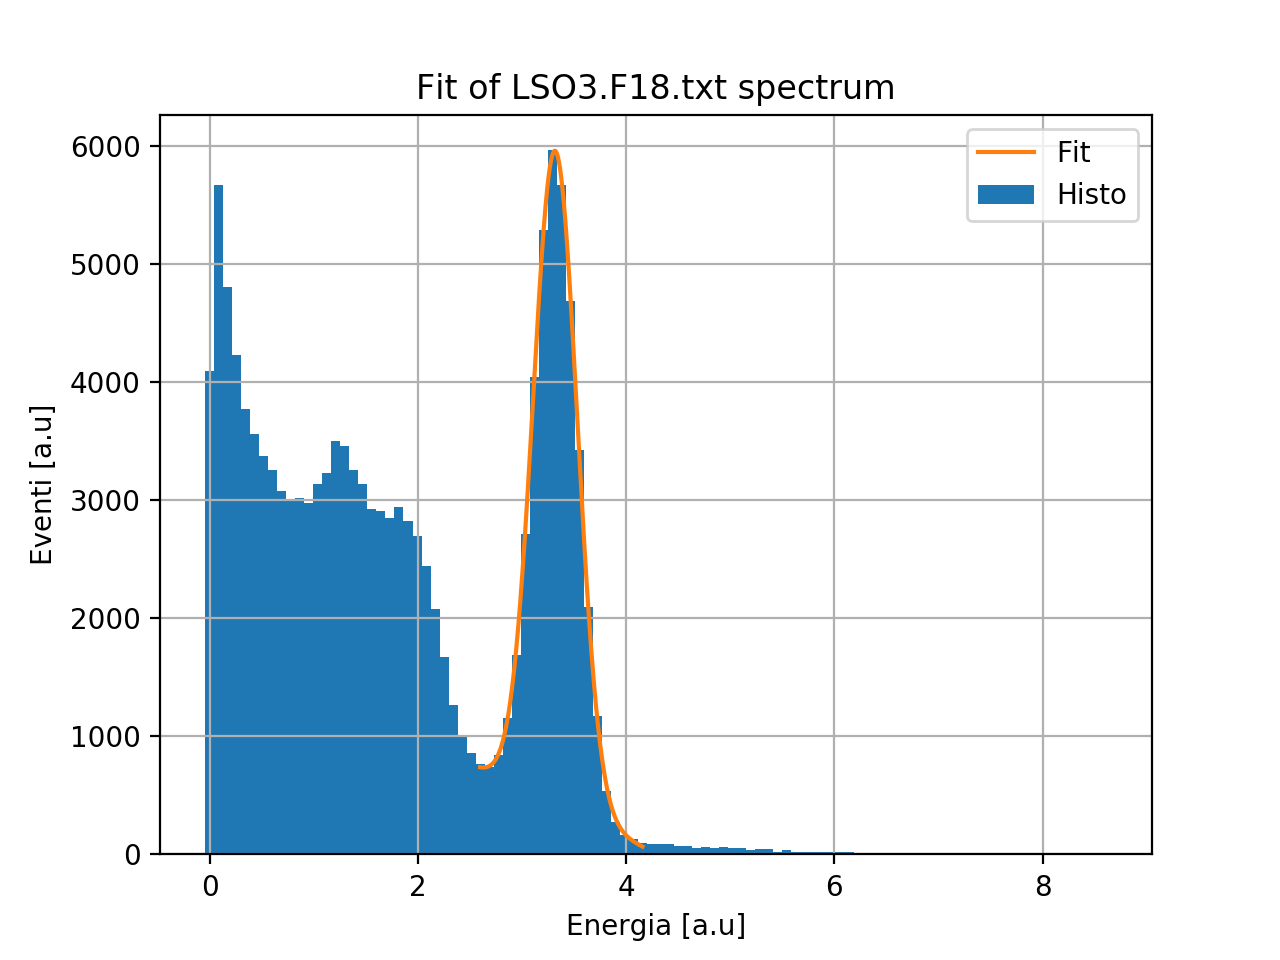 Fit of LSO3.F18.txt spectrum
Fit
Histo
6000
5000
4000
3000
2000
1000
0
Eventi [a.u]
0 2 4 6 8
Energia [a.u]